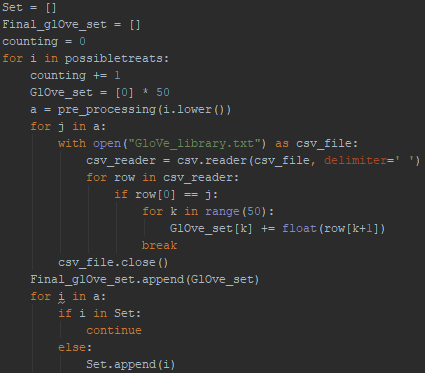 Set = []
Final_glOve_set = []
counting = 0
for i in possibletreats:
    counting += 1
    GlOve_set = [0] * 50
    a = pre_processing(i.lower())
    for j in a:
        with open("GloVe_library.txt") as csv_file:
            csv_reader = csv.reader(csv_file, delimiter=' ')
            for row in csv_reader:
                if row[0] == j:
                    for k in range(50):
                        GlOve_set[k] += float(row[k+1])
                    break
        csv_file.close()
    Final_glOve_set.append(GlOve_set)
    for i in a:
        if i in Set:
            continue
        else:
            Set.append(i)